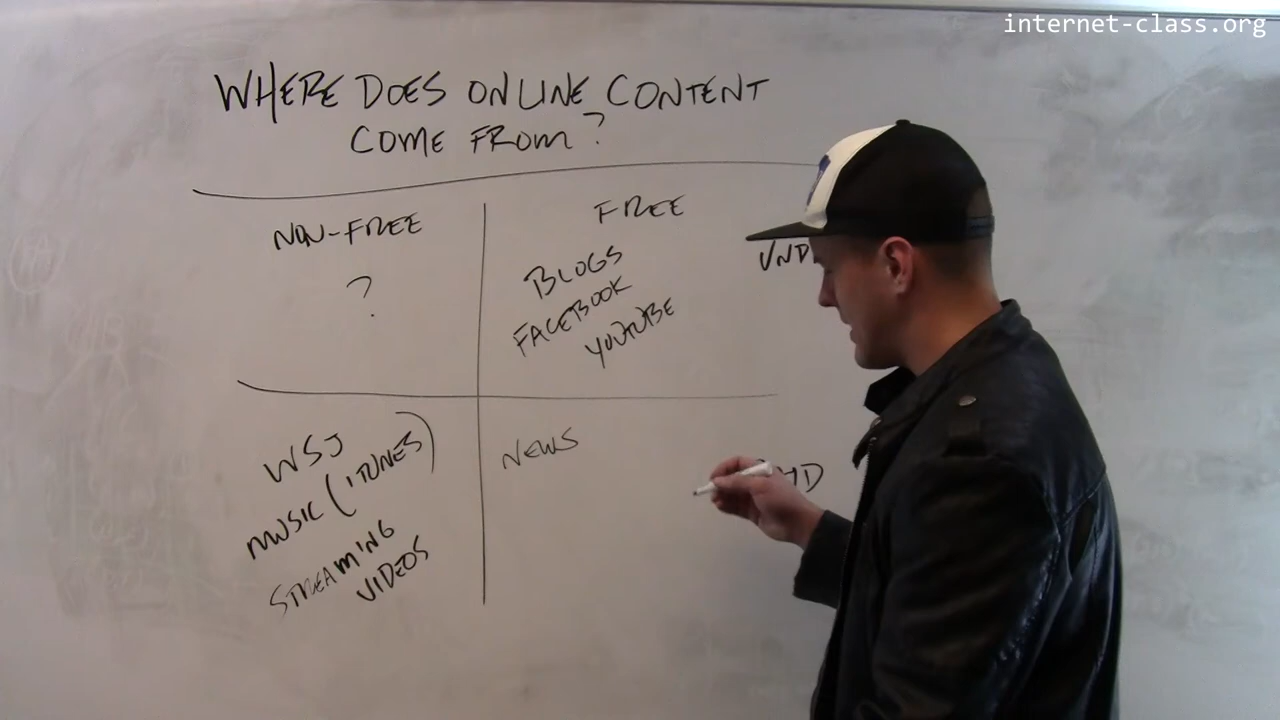 internet-class.org
WHERE DOES ONLINE CONTENT
COME FROM?
NON-FREE
FREE
?
BLOGS
FACEBOOK
YOUTUBE
WSJ
MUSIC (ITUNES)
STREAMING
VIDEOS
NEWS